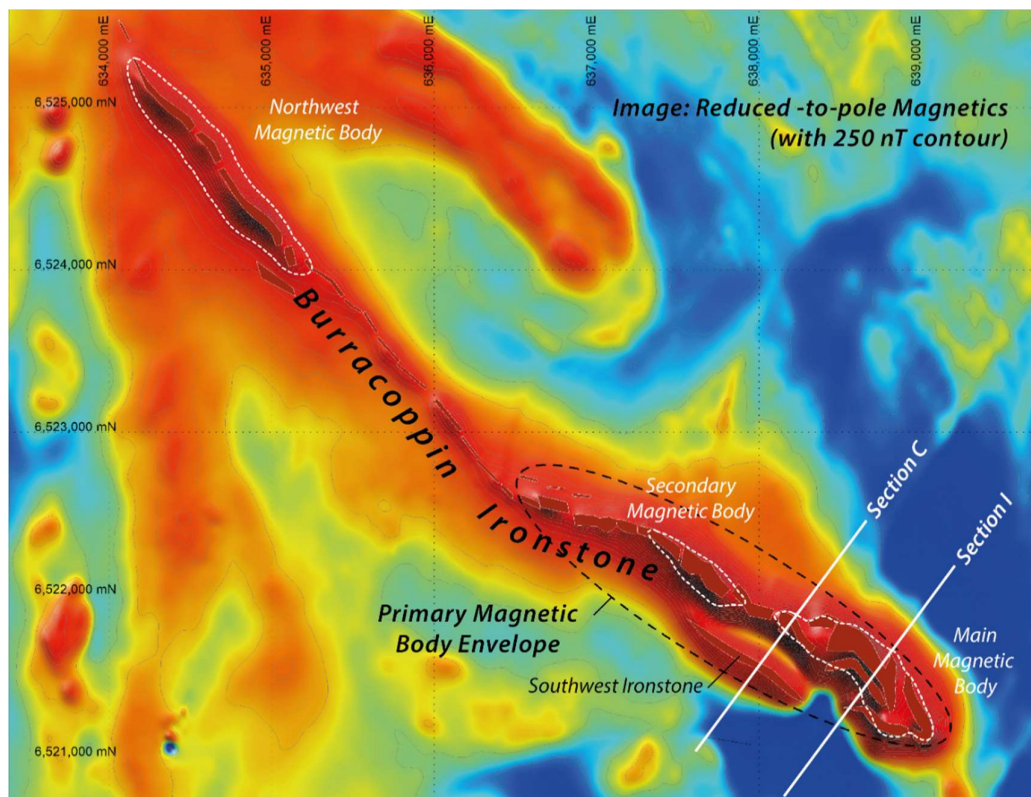 634,000 mE
635,000 mE
636,000 mE
637,000 mE
638,000 mE
639,000 mE
6,525,000 mN
6,524,000 mN
6,523,000 mN
6,522,000 mN
6,521,000 mN
Northwest
Magnetic Body
Image: Reduced -to-pole Magnetics
(with 250 nT contour)
Burracoppin Ironstone
Secondary
Magnetic Body
Section C
Section I
Primary Magnetic
Body Envelope
Southwest Ironstone
Main
Magnetic
Body